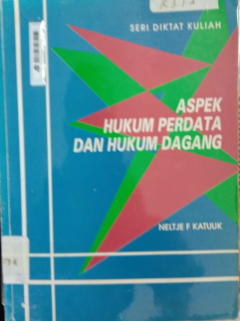 SERI DIKTAT KULIAH
ASPEK
HUKUM PERDATA
DAN HUKUM DAGANG
NELTJE F KATUUK